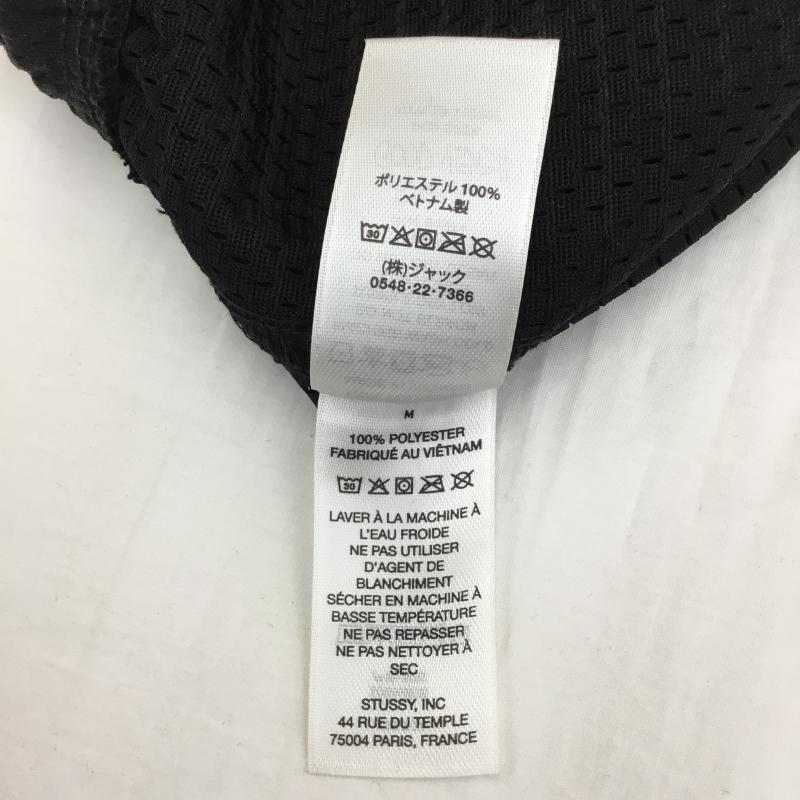 ポリエステル 100%
ベトナム製
30
(株)ジャック
0548・22・7366
M
100% POLYESTER
FABRIQUÉ AU VIÊTNAM
30
LAVER À LA MACHINE À
L'EAU FROIDE
NE PAS UTILISER
D'AGENT DE
BLANCHIMENT
SÉCHER EN MACHINE À
BASSE TEMPÉRATURE
NE PAS REPASSER
NE PAS NETTOYER À
SEC
STUSSY, INC
44 RUE DU TEMPLE
75004 PARIS, FRANCE